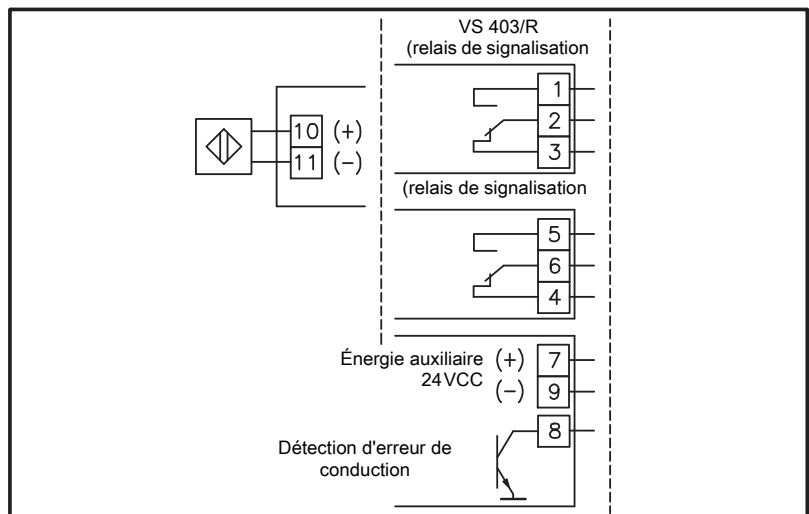 VS 403/R
(relais de signalisation
1
2
3
10 (+)
11 (−)
(relais de signalisation
5
6
4
Énergie auxiliaire (+) 7
24VCC (−) 9
8
Détection d'erreur de
conduction